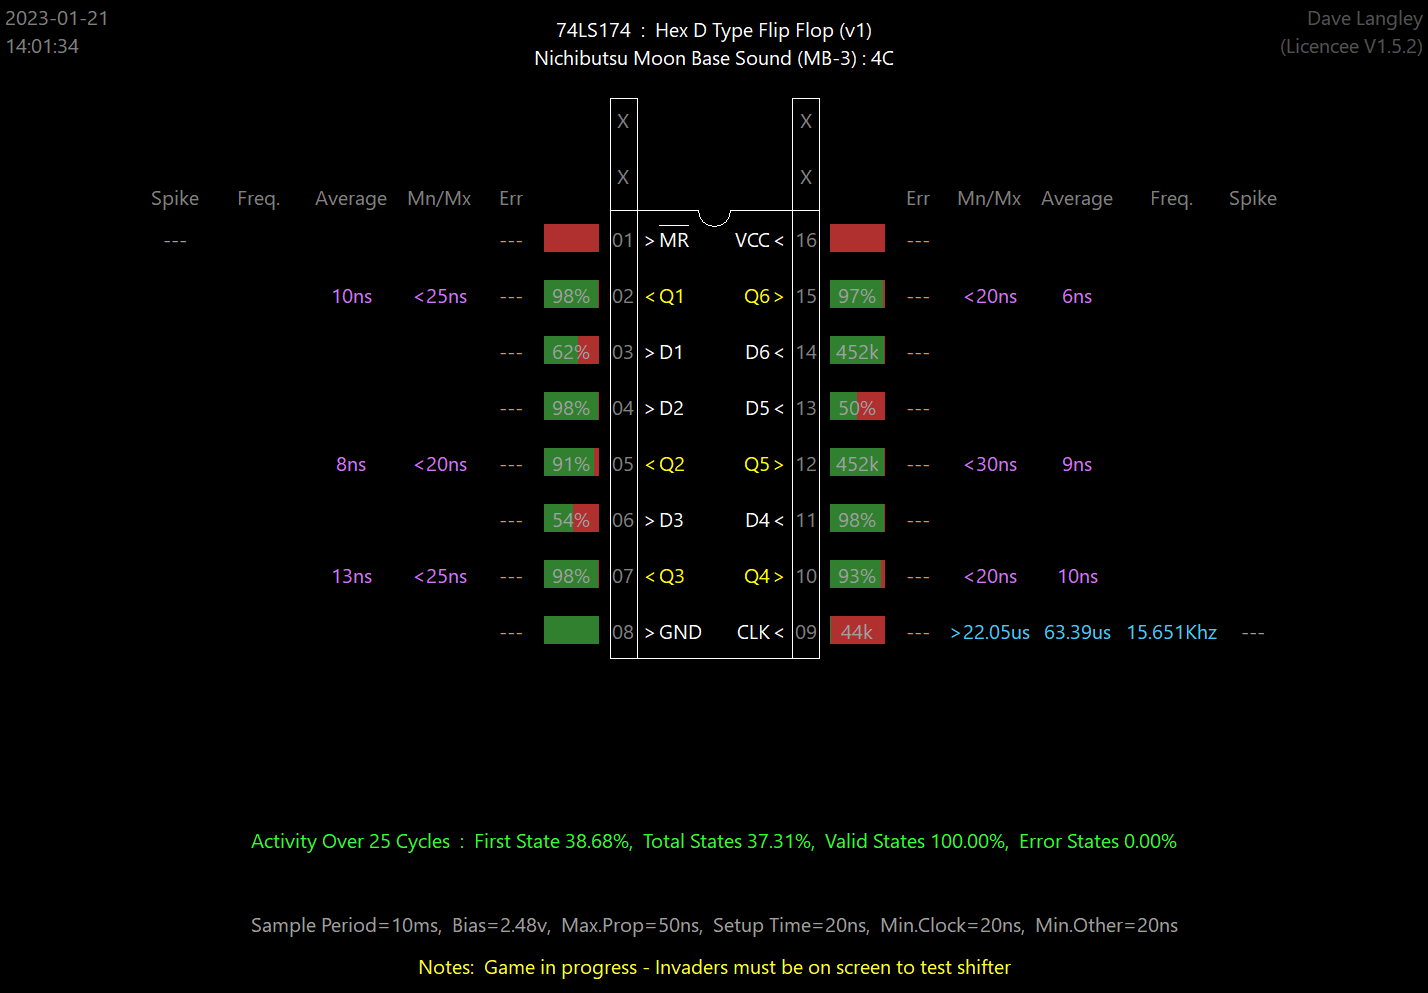 2023-01-21
14:01:34
74LS174 : Hex D Type Flip Flop (v1)
Nichibutsu Moon Base Sound (MB-3) : 4C
Dave Langley
(Licencee V1.5.2)
X X
X X
Spike Freq. Average Mn/Mx Err Err Mn/Mx Average Freq. Spike
--- --- 01 >MR VCC< 16 ---
10ns <25ns --- 98% 02 <Q1 Q6> 15 97% --- <20ns 6ns
--- 62% 03 >D1 D6< 14 452k ---
--- 98% 04 >D2 D5< 13 50% ---
8ns <20ns --- 91% 05 <Q2 Q5> 12 452k --- <30ns 9ns
--- 54% 06 >D3 D4< 11 98% ---
13ns <25ns --- 98% 07 <Q3 Q4> 10 93% --- <20ns 10ns
--- 08 >GND CLK< 09 44k --- >22.05us 63.39us 15.651Khz ---
Activity Over 25 Cycles : First State 38.68%, Total States 37.31%, Valid States 100.00%, Error States 0.00%
Sample Period=10ms, Bias=2.48v, Max.Prop=50ns, Setup Time=20ns, Min.Clock=20ns, Min.Other=20ns
Notes: Game in progress - Invaders must be on screen to test shifter